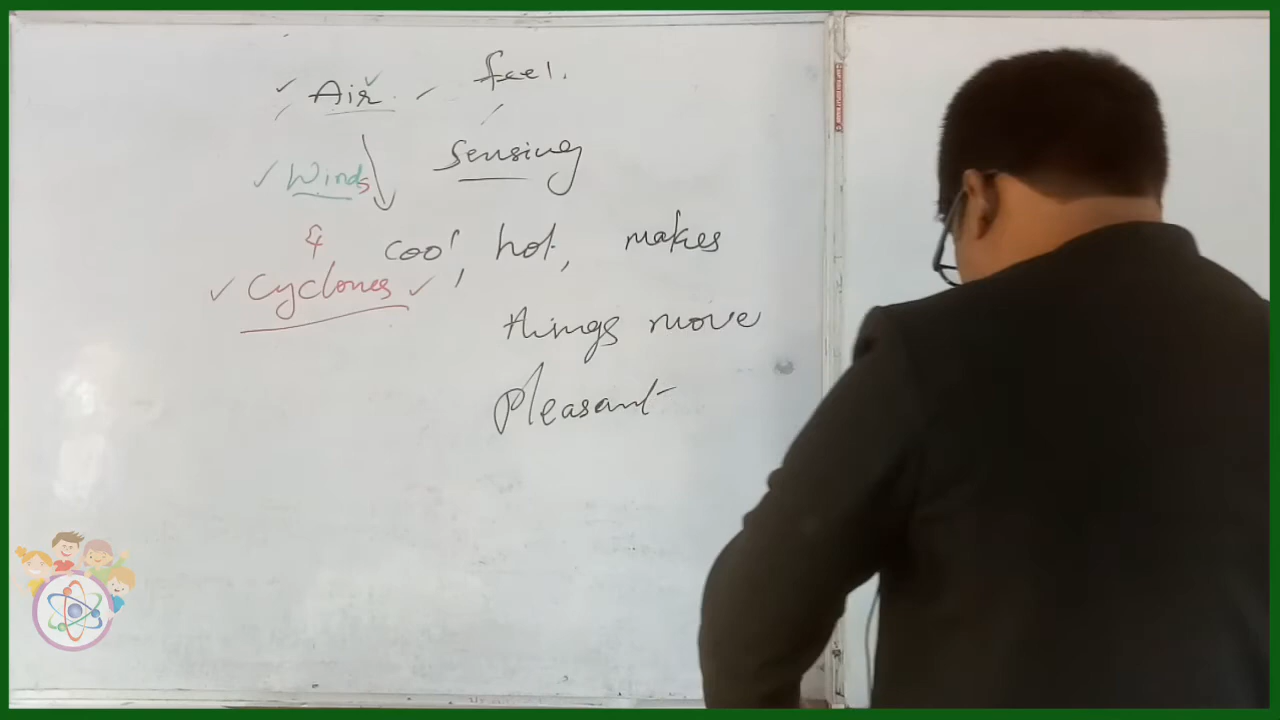 Air feel.
Winds Sensing
& cool, hot, makes
Cyclones
things move
Pleasant